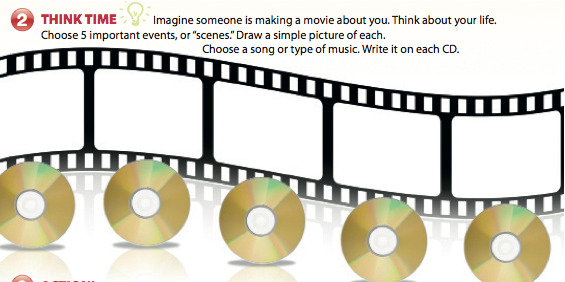 2 THINK TIME Imagine someone is making a movie about you. Think about your life.
Choose 5 important events, or “scenes.” Draw a simple picture of each.
Choose a song or type of music. Write it on each CD.